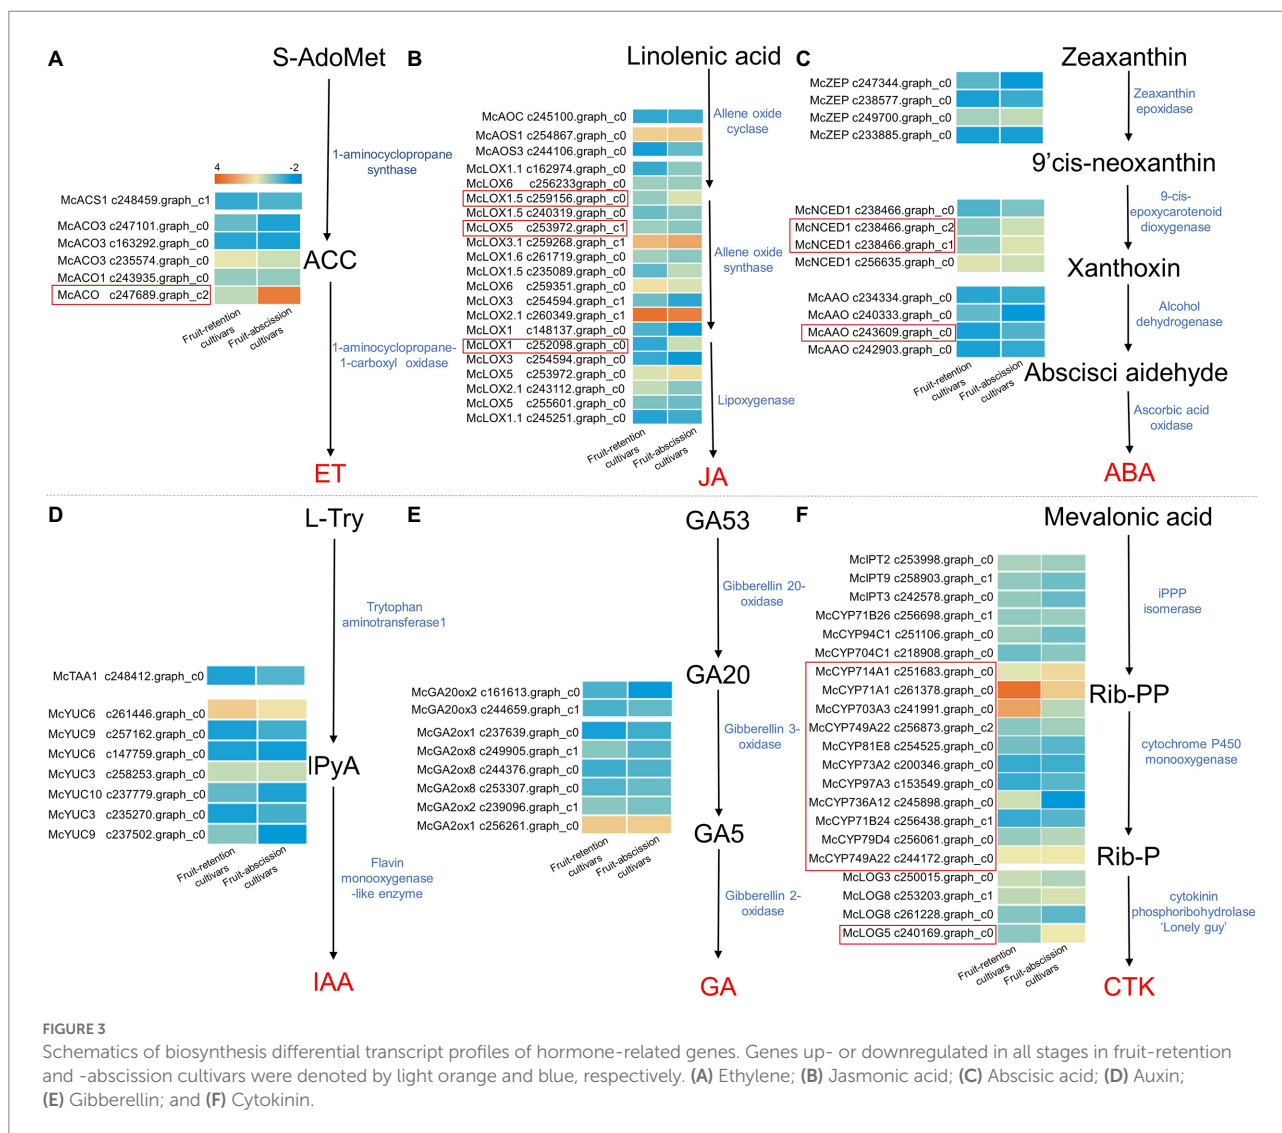 A
S-AdoMet
1-aminocyclopropane
synthase
4
-2
McACS1 c248459.graph_c1
McACO3 c247101.graph_c0
McACO3 c163292.graph_c0
McACO3 c235574.graph_c0
McACO1 c243935.graph_c0
McACO c247689.graph_c2
Fruit-retention
cultivars
Fruit-abscission
cultivars
ACC
1-aminocyclopropane-
1-carboxyl oxidase
ET
B
Linolenic acid
McAOC c245100.graph_c0
McAOS1 c254867.graph_c0
McAOS3 c244106.graph_c0
McLOX1.1 c162974.graph_c0
McLOX6 c256233graph_c0
McLOX1.5 c259156.graph_c0
McLOX1.5 c240319.graph_c0
McLOX5 c253972.graph_c1
McLOX3.1 c259268.graph_c1
McLOX1.6 c261719.graph_c0
McLOX1.5 c235089.graph_c0
McLOX6 c259351.graph_c0
McLOX3 c254594.graph_c1
McLOX2.1 c260349.graph_c1
McLOX1 c148137.graph_c0
McLOX1 c252098.graph_c0
McLOX3 c254594.graph_c0
McLOX5 c253972.graph_c0
McLOX2.1 c243112.graph_c0
McLOX5 c255601.graph_c0
McLOX1.1 c245251.graph_c0
Fruit-retention
cultivars
Fruit-abscission
cultivars
Allene oxide
cyclase
Allene oxide
synthase
Lipoxygenase
JA
C
Zeaxanthin
McZEP c247344.graph_c0
McZEP c238577.graph_c0
McZEP c249700.graph_c0
McZEP c233885.graph_c0
Zeaxanthin
epoxidase
9'cis-neoxanthin
McNCED1 c238466.graph_c0
McNCED1 c238466.graph_c2
McNCED1 c238466.graph_c1
McNCED1 c256635.graph_c0
9-cis-
epoxycarotenoid
dioxygenase
Xanthoxin
McAAO c234334.graph_c0
McAAO c240333.graph_c0
McAAO c243609.graph_c0
McAAO c242903.graph_c0
Fruit-retention
cultivars
Fruit-abscission
cultivars
Alcohol
dehydrogenase
Abscisci aidehyde
Ascorbic acid
oxidase
ABA
D
L-Try
Trytophan
aminotransferase1
McTAA1 c248412.graph_c0
McYUC6 c261446.graph_c0
McYUC9 c257162.graph_c0
McYUC6 c147759.graph_c0
McYUC3 c258253.graph_c0
McYUC10 c237779.graph_c0
McYUC3 c235270.graph_c0
McYUC9 c237502.graph_c0
Fruit-retention
cultivars
Fruit-abscission
cultivars
IPyA
Flavin
monooxygenase
-like enzyme
IAA
E
GA53
Gibberellin 20-
oxidase
GA20
McGA20ox2 c161613.graph_c0
McGA20ox3 c244659.graph_c1
McGA2ox1 c237639.graph_c0
McGA2ox8 c249905.graph_c1
McGA2ox8 c244376.graph_c0
McGA2ox8 c253307.graph_c0
McGA2ox2 c239096.graph_c1
McGA2ox1 c256261.graph_c0
Fruit-retention
cultivars
Fruit-abscission
cultivars
Gibberellin 3-
oxidase
GA5
Gibberellin 2-
oxidase
GA
F
Mevalonic acid
McIPT2 c253998.graph_c0
McIPT9 c258903.graph_c1
McIPT3 c242578.graph_c0
McCYP71B26 c256698.graph_c1
McCYP94C1 c251106.graph_c0
McCYP704C1 c218908.graph_c0
McCYP714A1 c251683.graph_c0
McCYP71A1 c261378.graph_c0
McCYP703A3 c241991.graph_c0
McCYP749A22 c256873.graph_c2
McCYP81E8 c254525.graph_c0
McCYP73A2 c200346.graph_c0
McCYP97A3 c153549.graph_c0
McCYP736A12 c245898.graph_c0
McCYP71B24 c256438.graph_c1
McCYP79D4 c256061.graph_c0
McCYP749A22 c244172.graph_c0
McLOG3 c250015.graph_c0
McLOG8 c253203.graph_c1
McLOG8 c261228.graph_c0
McLOG5 c240169.graph_c0
Fruit-retention
cultivars
Fruit-abscission
cultivars
iPPP
isomerase
Rib-PP
cytochrome P450
monooxygenase
Rib-P
cytokinin
phosphoribohydrolase
'Lonely guy'
CTK
FIGURE 3
Schematics of biosynthesis differential transcript profiles of hormone-related genes. Genes up- or downregulated in all stages in fruit-retention
and -abscission cultivars were denoted by light orange and blue, respectively. (A) Ethylene; (B) Jasmonic acid; (C) Abscisic acid; (D) Auxin;
(E) Gibberellin; and (F) Cytokinin.